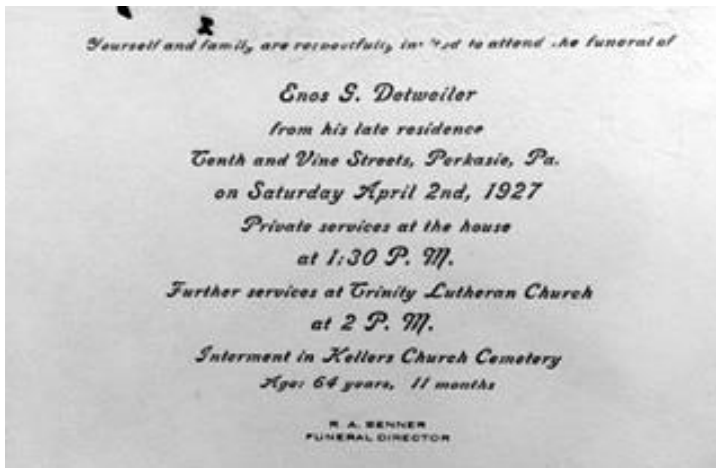 Yourself and family are respectfully invited to attend the funeral of
Enos G. Detweiler
from his late residence
Tenth and Vine Streets, Perkasie, Pa.
on Saturday April 2nd, 1927
Private services at the house
at 1:30 P. M.
Further services at Trinity Lutheran Church
at 2 P. M.
Interment in Kellers Church Cemetery
Age: 64 years, 11 months
R. A. BENNER
FUNERAL DIRECTOR